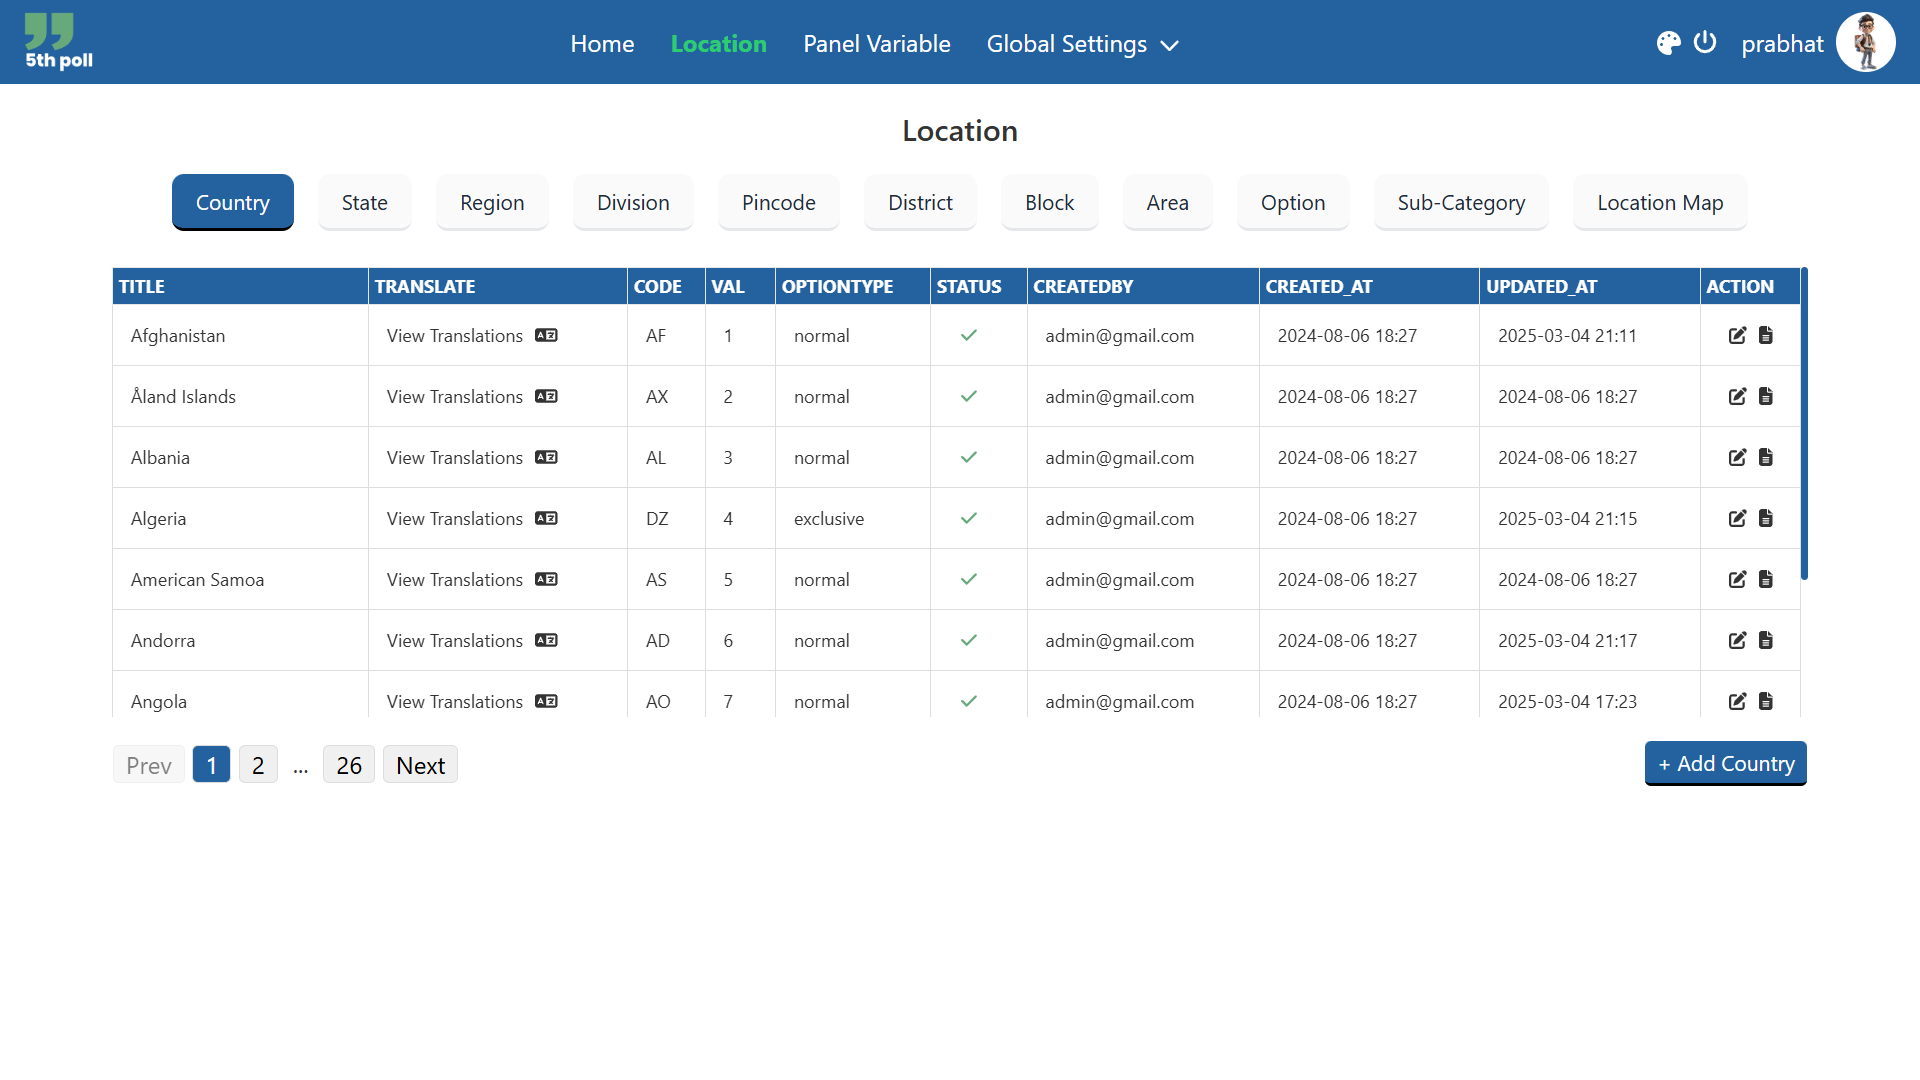 5th poll
Home Location Panel Variable Global Settings
prabhat
Location
Country State Region Division Pincode District Block Area Option Sub-Category Location Map
TITLE TRANSLATE CODE VAL OPTIONTYPE STATUS CREATEDBY CREATED_AT UPDATED_AT ACTION
Afghanistan View Translations AF 1 normal admin@gmail.com 2024-08-06 18:27 2025-03-04 21:11
Åland Islands View Translations AX 2 normal admin@gmail.com 2024-08-06 18:27 2024-08-06 18:27
Albania View Translations AL 3 normal admin@gmail.com 2024-08-06 18:27 2024-08-06 18:27
Algeria View Translations DZ 4 exclusive admin@gmail.com 2024-08-06 18:27 2025-03-04 21:15
American Samoa View Translations AS 5 normal admin@gmail.com 2024-08-06 18:27 2024-08-06 18:27
Andorra View Translations AD 6 normal admin@gmail.com 2024-08-06 18:27 2025-03-04 21:17
Angola View Translations AO 7 normal admin@gmail.com 2024-08-06 18:27 2025-03-04 17:23
Prev 1 2 ... 26 Next
+ Add Country